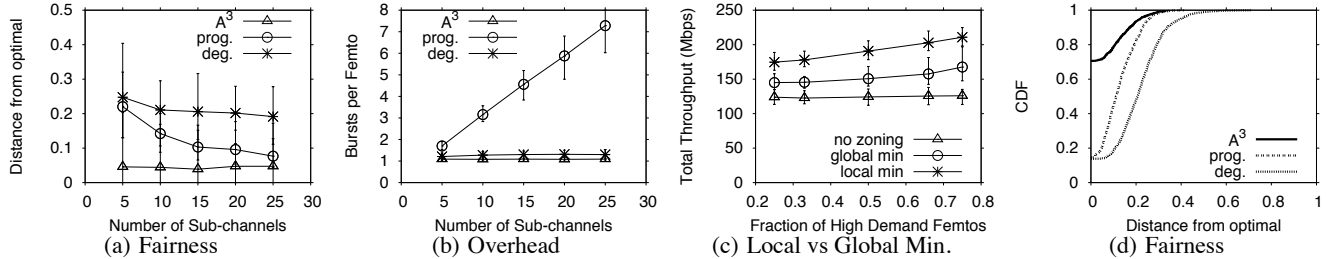 0.5
0.4
0.3
0.2
0.1
0
0 5 10 15 20 25 30
Distance from optimal
Number of Sub-channels
A³
prog.
deg.
(a) Fairness
8
7
6
5
4
3
2
1
0
0 5 10 15 20 25 30
Bursts per Femto
Number of Sub-channels
A³
prog.
deg.
(b) Overhead
250
200
150
100
50
0
0.2 0.3 0.4 0.5 0.6 0.7 0.8
Total Throughput (Mbps)
Fraction of High Demand Femtos
no zoning
global min
local min
(c) Local vs Global Min.
1
0.8
0.6
0.4
0.2
0
0 0.2 0.4 0.6 0.8 1
CDF
Distance from optimal
A³
prog.
deg.
(d) Fairness